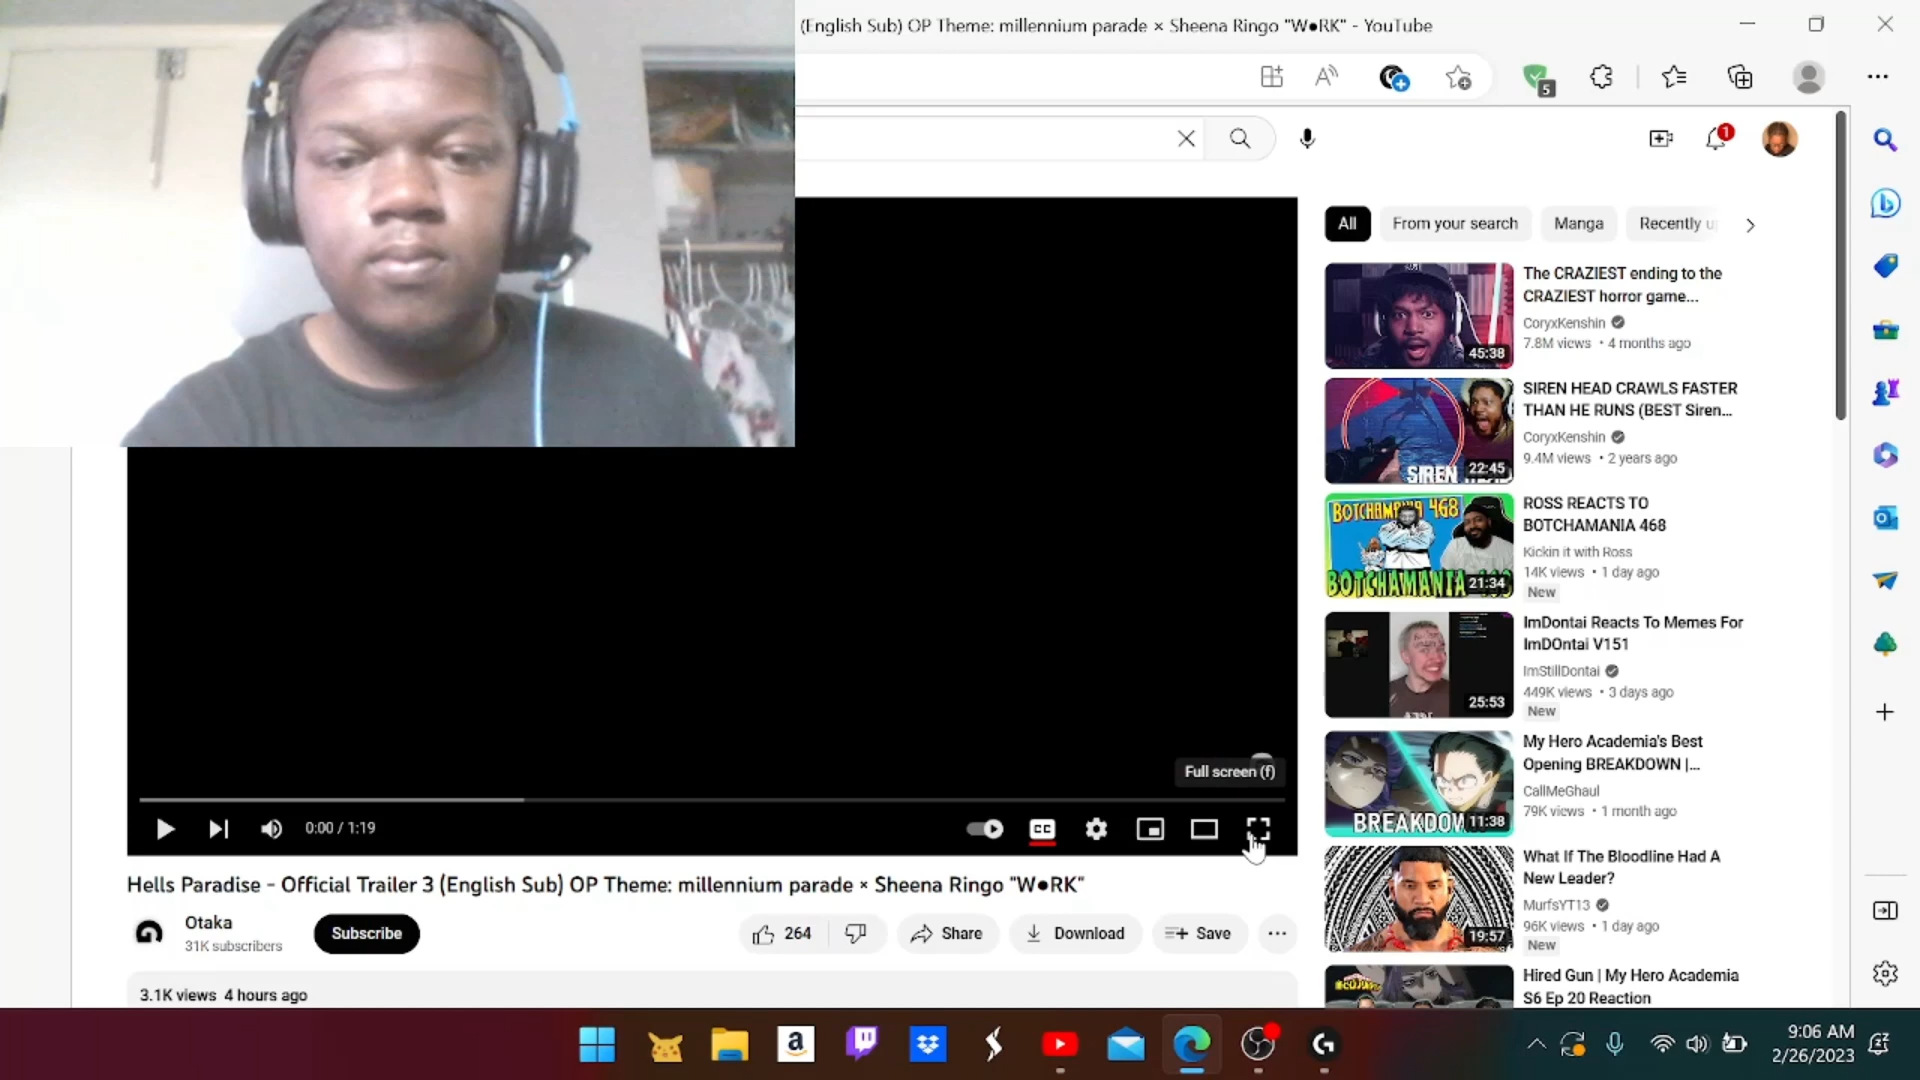 (English Sub) OP Theme: millennium parade × Sheena Ringo "W●RK" - YouTube
5
1
All
From your search
Manga
Recently u
The CRAZIEST ending to the
CRAZIEST horror game...
CoryxKenshin
7.8M views • 4 months ago
45:38
SIREN HEAD CRAWLS FASTER
THAN HE RUNS (BEST Siren...
CoryxKenshin
9.4M views • 2 years ago
SIREN
22:45
ROSS REACTS TO
BOTCHAMANIA 468
Kickin it with Ross
14K views • 1 day ago
New
BOTCHAMANIA 468
BOTCHAMANIA
21:34
ImDontai Reacts To Memes For
ImDOntai V151
ImStillDontai
449K views • 3 days ago
New
25:53
My Hero Academia's Best
Opening BREAKDOWN |...
CallMeGhaul
79K views • 1 month ago
BREAKDOW
11:38
What If The Bloodline Had A
New Leader?
MurfsYT13
96K views • 1 day ago
New
19:57
Hired Gun | My Hero Academia
S6 Ep 20 Reaction
Full screen (f)
0:00 / 1:19
CC
Hells Paradise - Official Trailer 3 (English Sub) OP Theme: millennium parade × Sheena Ringo "W●RK"
Otaka
31K subscribers
Subscribe
264
Share
Download
Save
3.1K views 4 hours ago
9:06 AM
2/26/2023